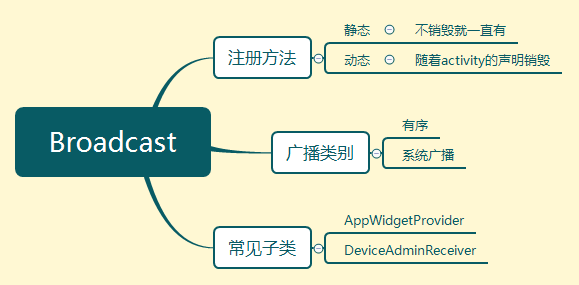 Broadcast
注册方法
静态
不销毁就一直有
动态
随着activity的声明销毁
广播类别
有序
系统广播
常见子类
AppWidgetProvider
DeviceAdminReceiver